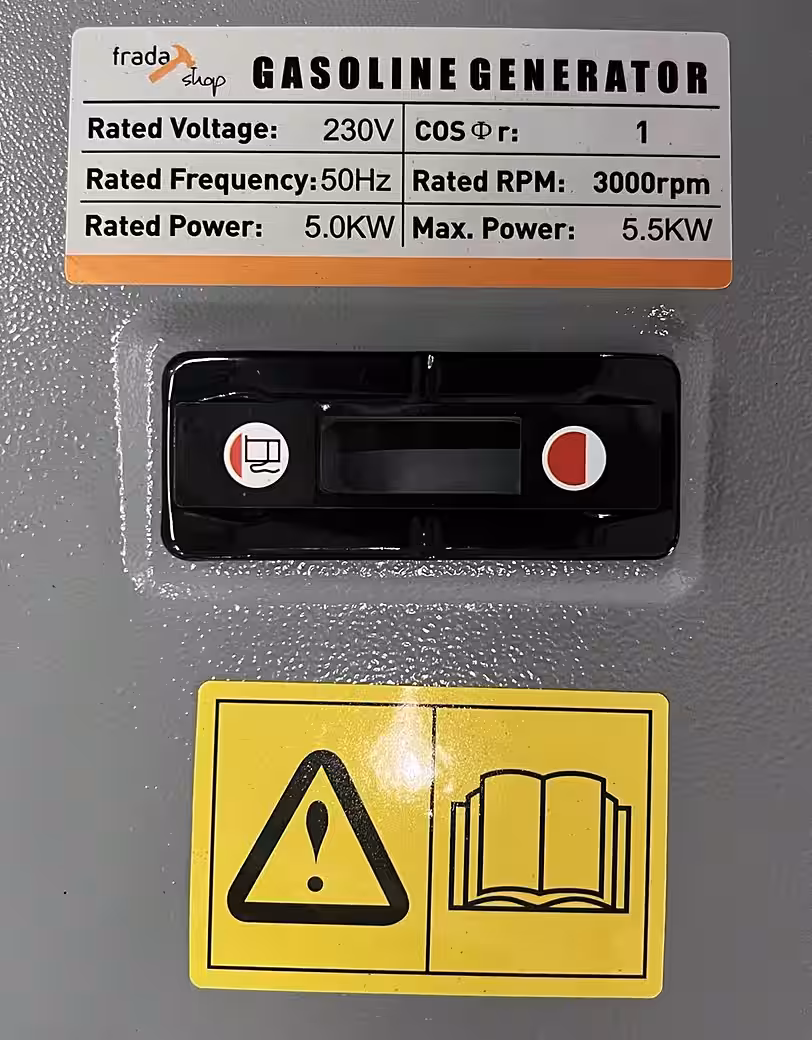 frada shop GASOLINE GENERATOR
Rated Voltage: 230V COSΦr: 1
Rated Frequency: 50Hz Rated RPM: 3000rpm
Rated Power: 5.0KW Max. Power: 5.5KW